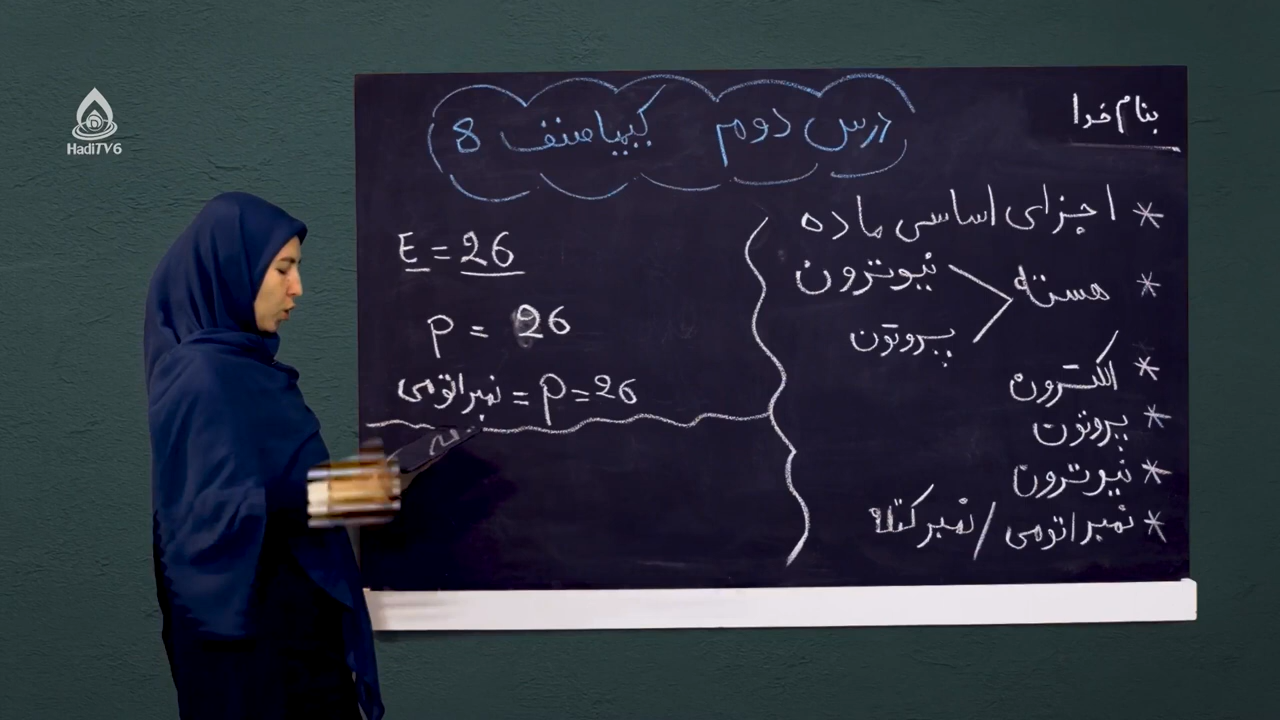 بنام خدا
درس دوم کیمیا صنف 8
* اجزای اساسی ماده
* هسته
نیوترون
پروتون
* الکترون
* پروتون
* نیوترون
* نمبر اتومی / نمبر کتله
E = 26
P = 26
نمبر اتومی = P = 26
HadiTV6